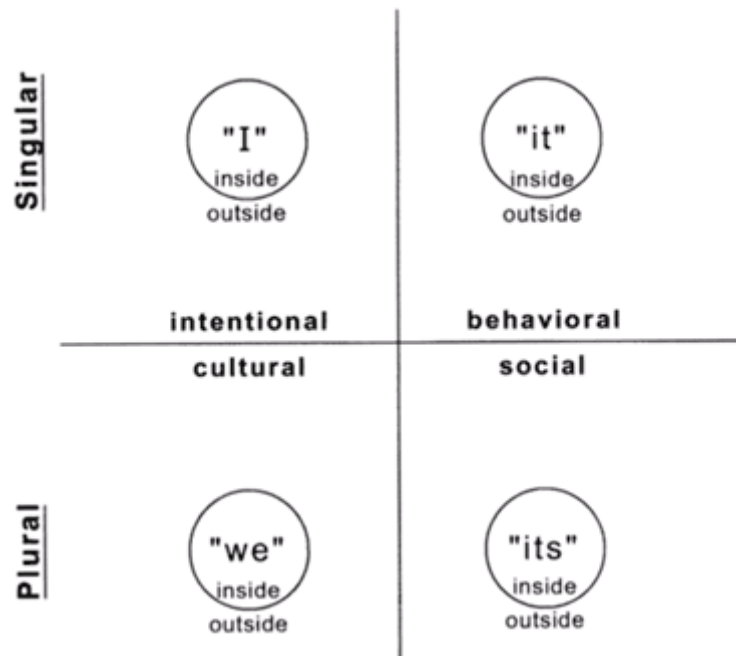 Singular
"I"
inside
outside
"it"
inside
outside
intentional
behavioral
cultural
social
Plural
"we"
inside
outside
"its"
inside
outside